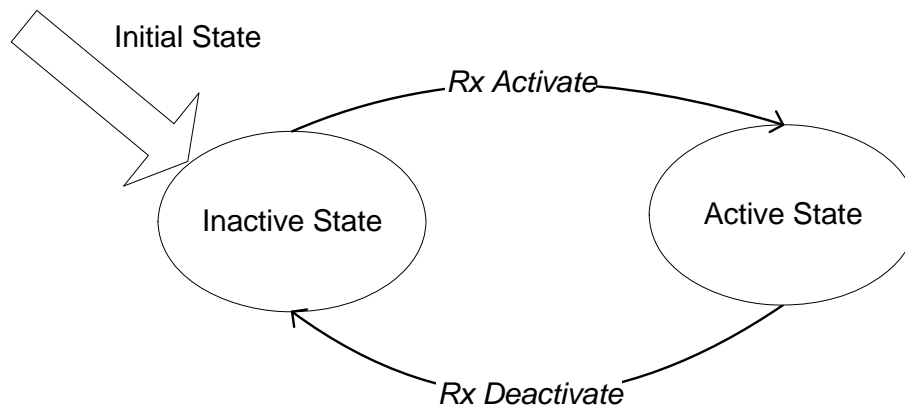 Initial State
Rx Activate
Inactive State
Active State
Rx Deactivate